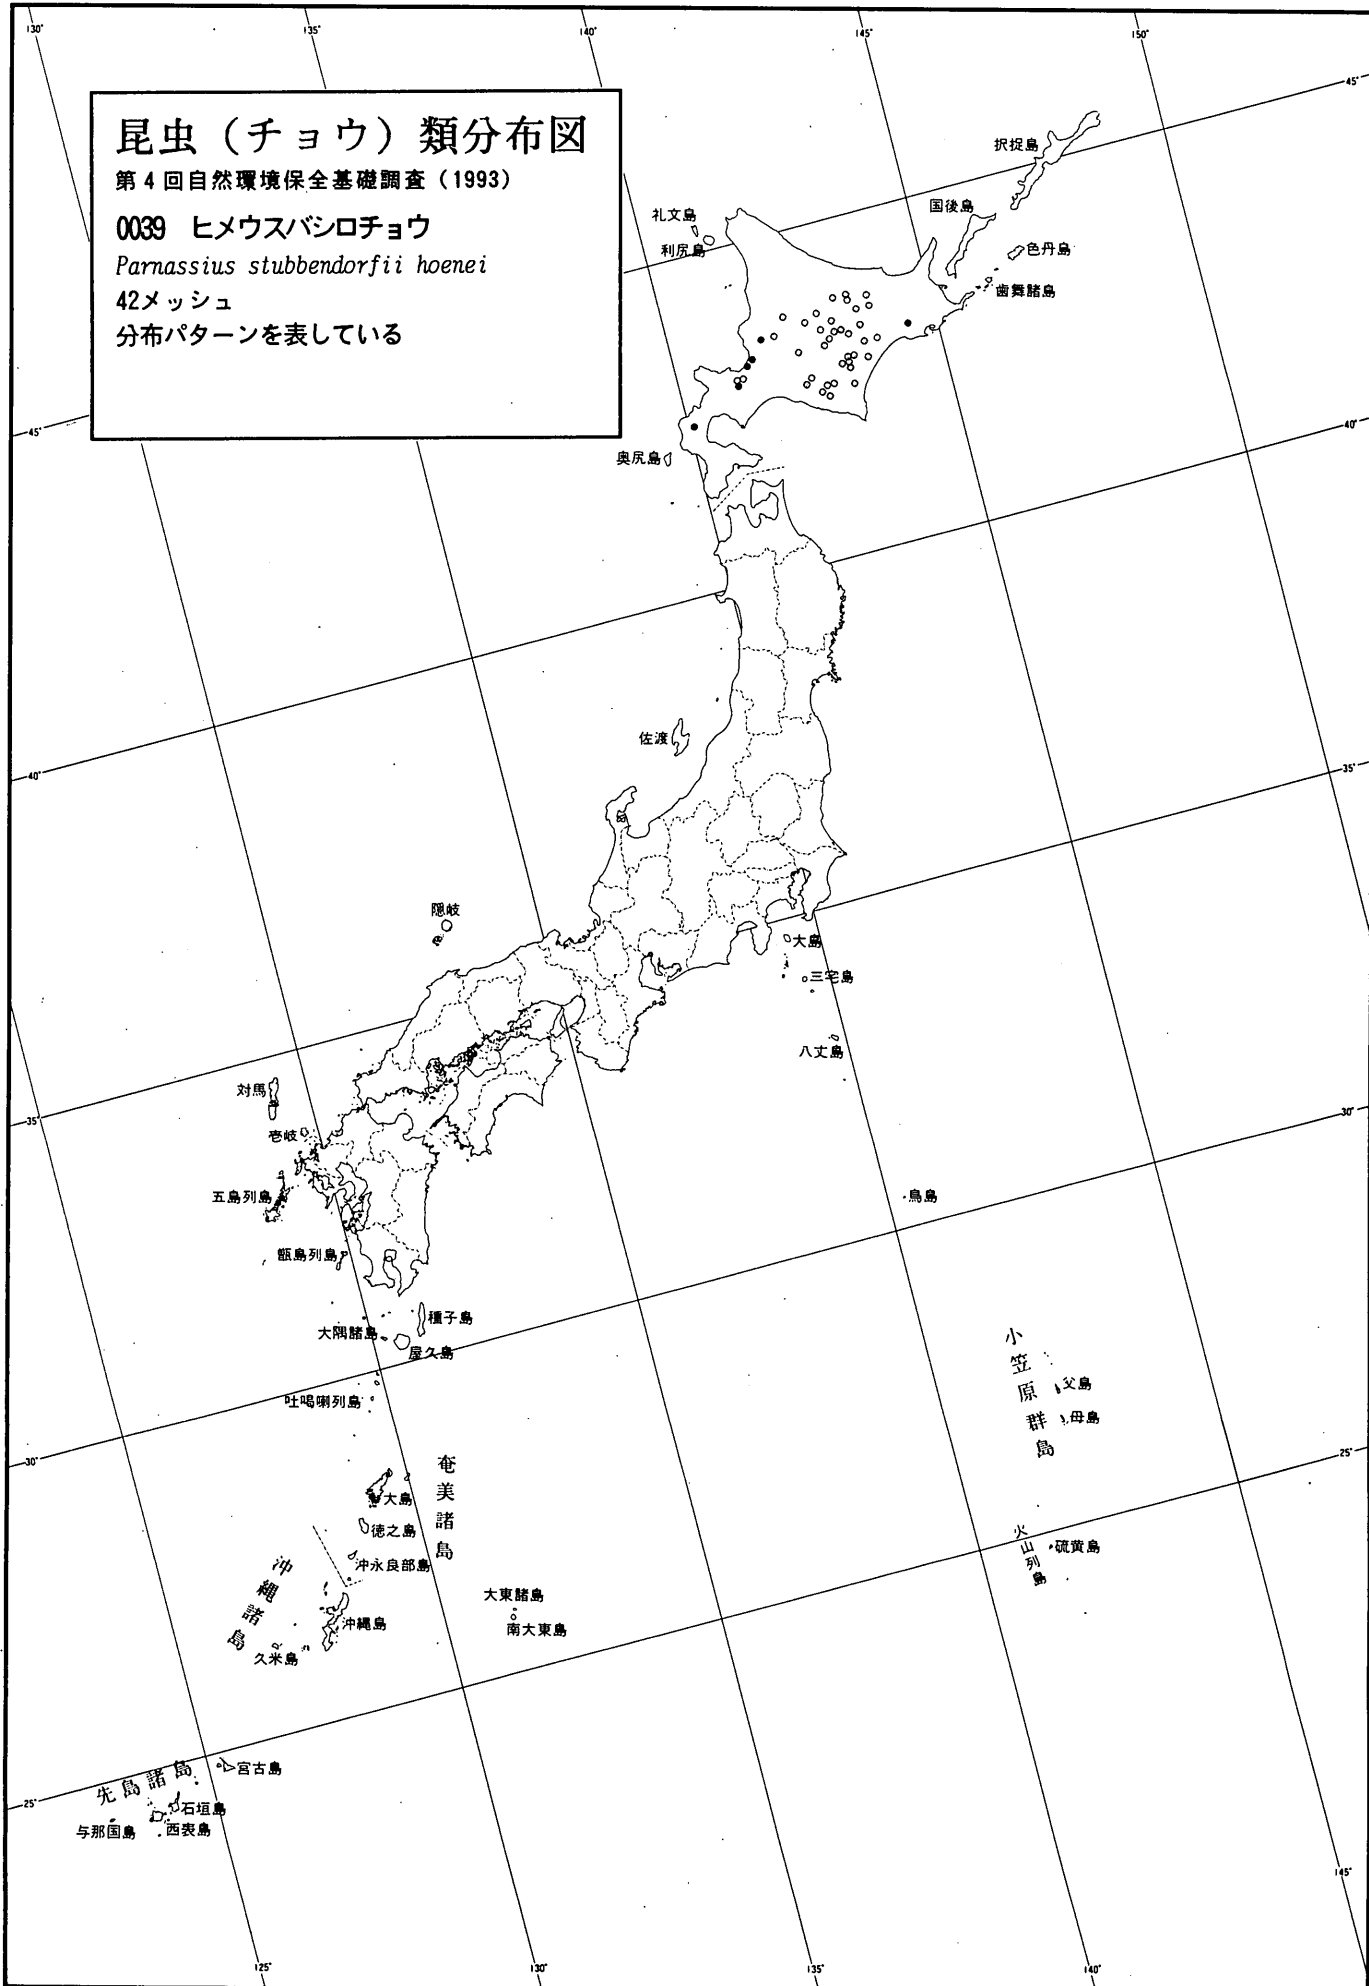 昆虫（チョウ）類分布図
第4回自然環境保全基礎調査（1993）
0039 ヒメウスバシロチョウ
Parnassius stubbendorfii hoenei
42メッシュ
分布パターンを表している
130°
135°
140°
145°
150°
45°
択捉島
国後島
色丹島
歯舞諸島
礼文島
利尻島
奥尻島
45°
40°
佐渡
40°
35°
隠岐
大島
三宅島
八丈島
対馬
壱岐
35°
30°
五島列島
鳥島
甑島列島
種子島
大隅諸島
屋久島
吐喝喇列島
小笠原群島
父島
母島
25°
30°
奄美諸島
大島
徳之島
沖永良部島
火山列島
硫黄島
沖縄諸島
沖縄島
久米島
大東諸島
南大東島
先島諸島
宮古島
石垣島
西表島
与那国島
25°
145°
125°
130°
135°
140°